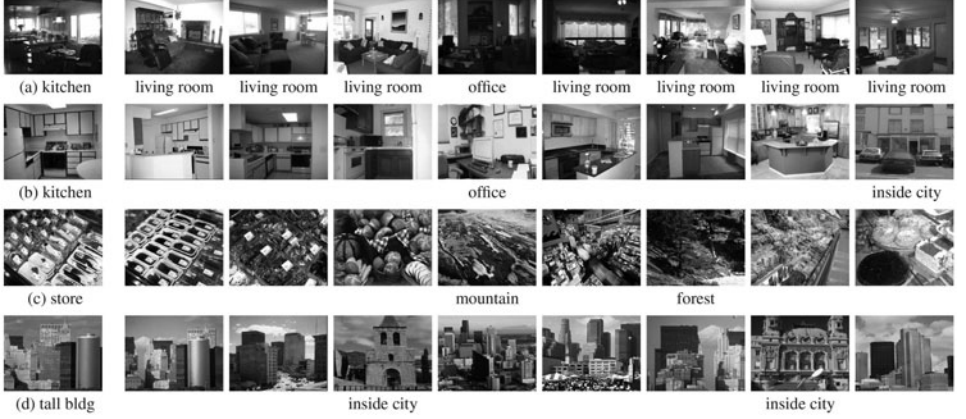 (a) kitchen living room living room living room office living room living room living room living room
(b) kitchen office inside city
(c) store mountain forest
(d) tall bldg inside city inside city